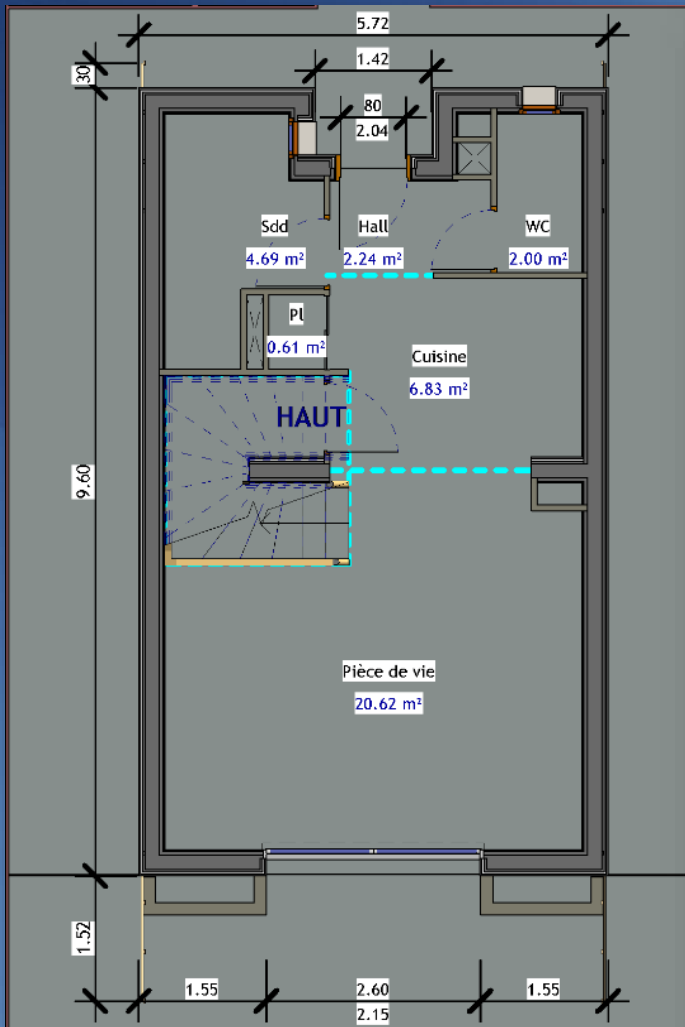 5.72
30
1.42
80
2.04
Sdd
4.69 m²
Hall
2.24 m²
WC
2.00 m²
Pl
0.61 m²
Cuisine
6.83 m²
HAUT
9.60
Pièce de vie
20.62 m²
1.52
1.55
2.60
2.15
1.55